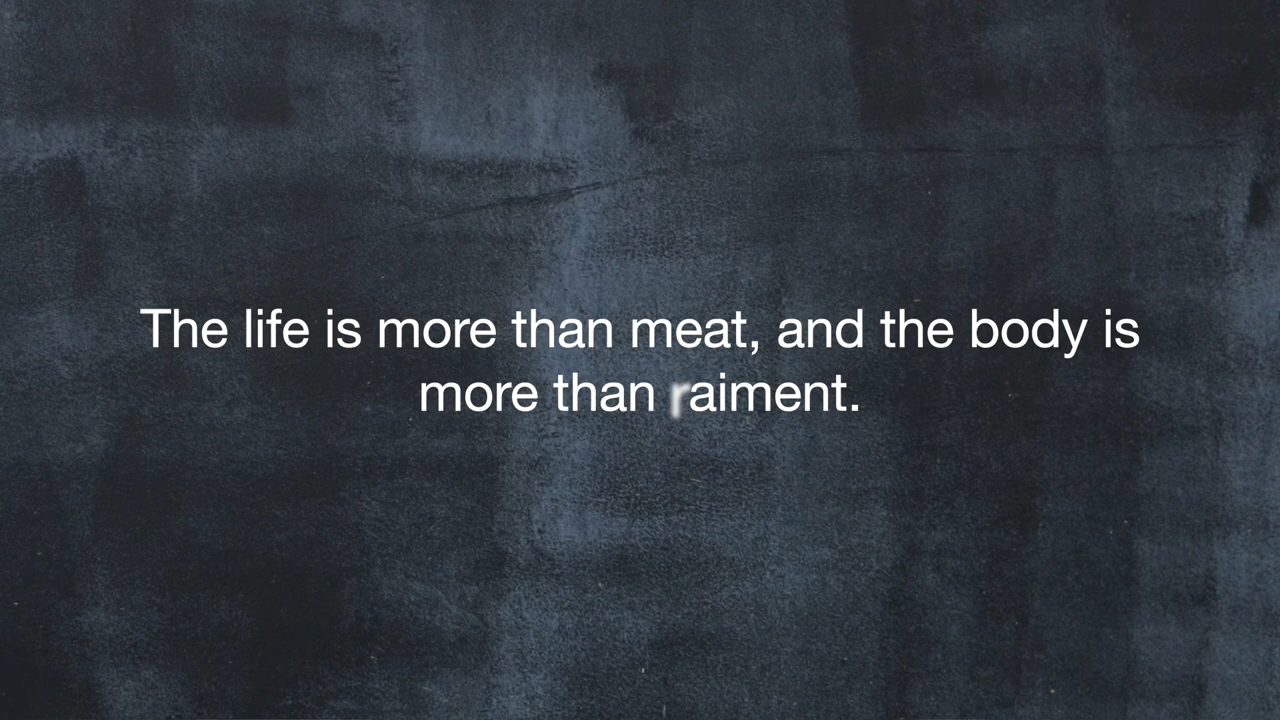 The life is more than meat, and the body is
more than raiment.